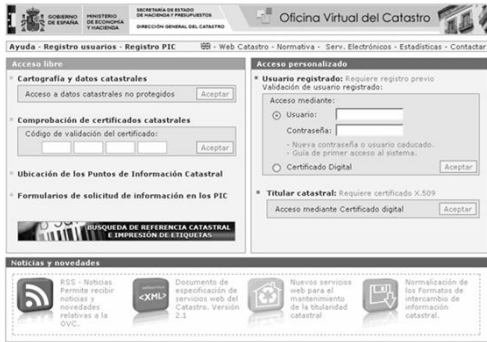 GOBIERNO
DE ESPAÑA
MINISTERIO
DE ECONOMÍA
Y HACIENDA
SECRETARÍA DE ESTADO
DE HACIENDA Y PRESUPUESTOS
DIRECCIÓN GENERAL DEL CATASTRO
Oficina Virtual del Catastro
Ayuda - Registro usuarios - Registro PIC
- Web Catastro - Normativa - Serv. Electrónicos - Estadísticas - Contactar
Acceso libre
Cartografía y datos catastrales
Acceso a datos catastrales no protegidos
Aceptar
Comprobación de certificados catastrales
Código de validación del certificado:
Aceptar
Ubicación de los Puntos de Información Catastral
Formularios de solicitud de información en los PIC
BUSQUEDA DE REFERENCIA CATASTRAL
E IMPRESIÓN DE ETIQUETAS
Acceso personalizado
Usuario registrado: Requiere registro previo
Validación de usuario registrado:
Acceso mediante:
Usuario:
Contraseña:
- Nueva contraseña o usuario caducado.
- Guía de primer acceso al sistema.
Certificado Digital
Aceptar
Titular catastral: Requiere certificado X.509
Acceso mediante Certificado digital
Aceptar
Noticias y novedades
RSS - Noticias
Permite recibir
noticias y
novedades
relativas a la
OVC.
<XML>
Documento de
especificación de
servicios web del
Catastro. Versión
2.1
Nuevos servicios
web para el
mantenimiento
de la titularidad
catastral
Normalización de
los Formatos de
intercambio de
información
catastral.